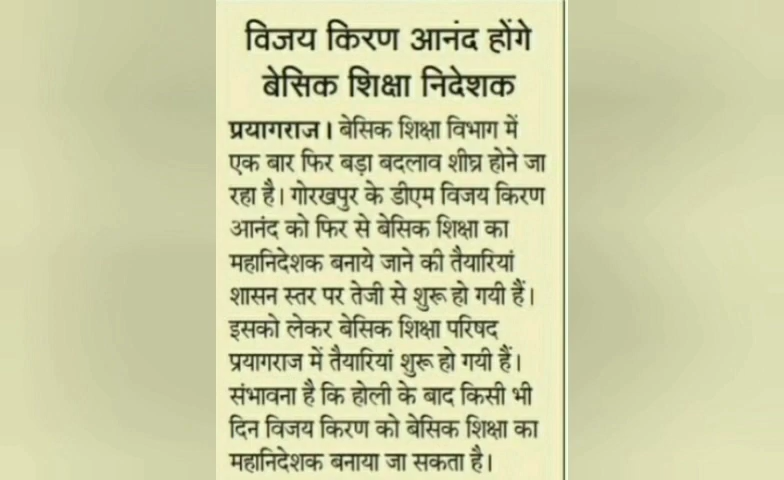 विजय किरण आनंद होंगे
बेसिक शिक्षा निदेशक
प्रयागराज। बेसिक शिक्षा विभाग में
एक बार फिर बड़ा बदलाव शीघ्र होने जा
रहा है। गोरखपुर के डीएम विजय किरण
आनंद को फिर से बेसिक शिक्षा का
महानिदेशक बनाये जाने की तैयारियां
शासन स्तर पर तेजी से शुरू हो गयी हैं।
इसको लेकर बेसिक शिक्षा परिषद
प्रयागराज में तैयारियां शुरू हो गयी हैं।
संभावना है कि होली के बाद किसी भी
दिन विजय किरण को बेसिक शिक्षा का
महानिदेशक बनाया जा सकता है।